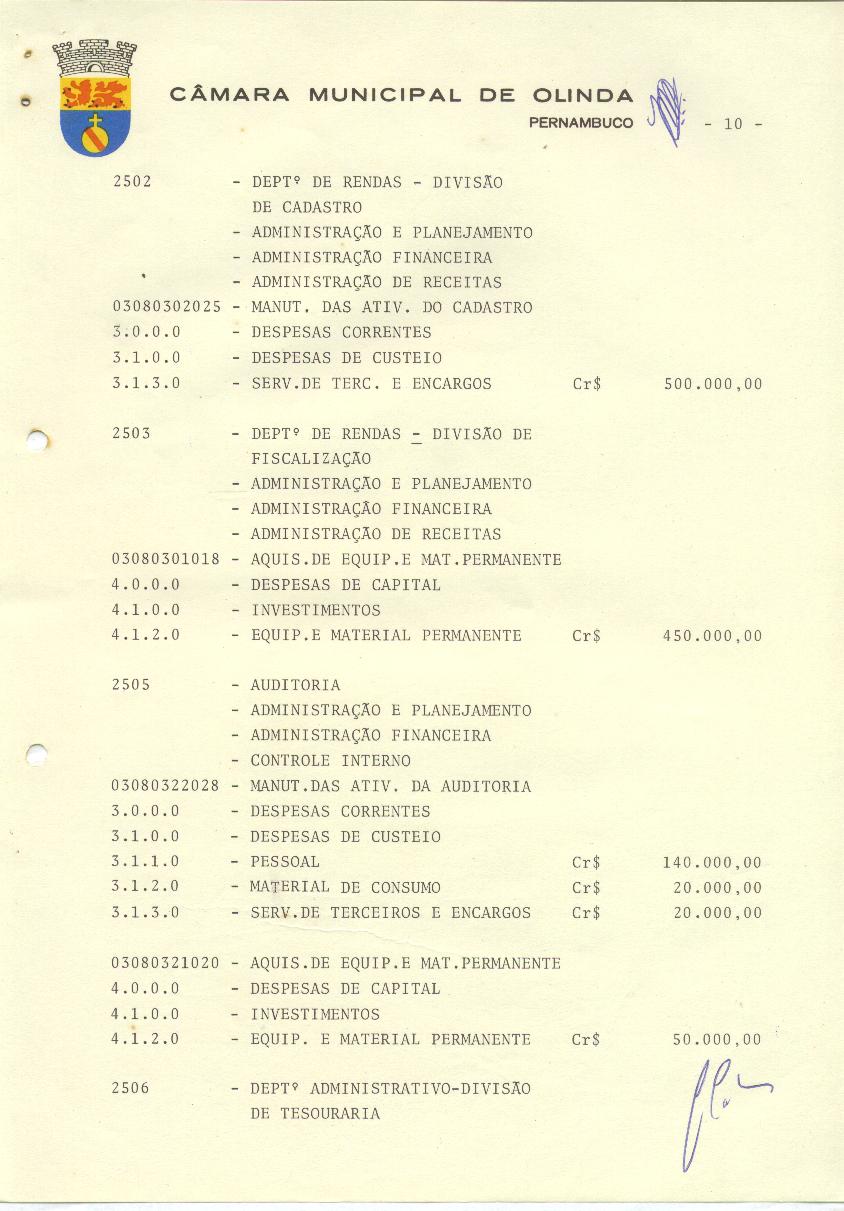 CÂMARA MUNICIPAL DE OLINDA
PERNAMBUCO - 10 -
2502 - DEPTº DE RENDAS - DIVISÃO
DE CADASTRO
- ADMINISTRAÇÃO E PLANEJAMENTO
- ADMINISTRAÇÃO FINANCEIRA
- ADMINISTRAÇÃO DE RECEITAS
03080302025 - MANUT. DAS ATIV. DO CADASTRO
3.0.0.0 - DESPESAS CORRENTES
3.1.0.0 - DESPESAS DE CUSTEIO
3.1.3.0 - SERV.DE TERC. E ENCARGOS Cr$ 500.000,00
2503 - DEPTº DE RENDAS - DIVISÃO DE
FISCALIZAÇÃO
- ADMINISTRAÇÃO E PLANEJAMENTO
- ADMINISTRAÇÃO FINANCEIRA
- ADMINISTRAÇÃO DE RECEITAS
03080301018 - AQUIS.DE EQUIP.E MAT.PERMANENTE
4.0.0.0 - DESPESAS DE CAPITAL
4.1.0.0 - INVESTIMENTOS
4.1.2.0 - EQUIP.E MATERIAL PERMANENTE Cr$ 450.000,00
2505 - AUDITORIA
- ADMINISTRAÇÃO E PLANEJAMENTO
- ADMINISTRAÇÃO FINANCEIRA
- CONTROLE INTERNO
03080322028 - MANUT.DAS ATIV. DA AUDITORIA
3.0.0.0 - DESPESAS CORRENTES
3.1.0.0 - DESPESAS DE CUSTEIO
3.1.1.0 - PESSOAL Cr$ 140.000,00
3.1.2.0 - MATERIAL DE CONSUMO Cr$ 20.000,00
3.1.3.0 - SERV.DE TERCEIROS E ENCARGOS Cr$ 20.000,00
03080321020 - AQUIS.DE EQUIP.E MAT.PERMANENTE
4.0.0.0 - DESPESAS DE CAPITAL
4.1.0.0 - INVESTIMENTOS
4.1.2.0 - EQUIP. E MATERIAL PERMANENTE Cr$ 50.000,00
2506 - DEPTº ADMINISTRATIVO-DIVISÃO
DE TESOURARIA